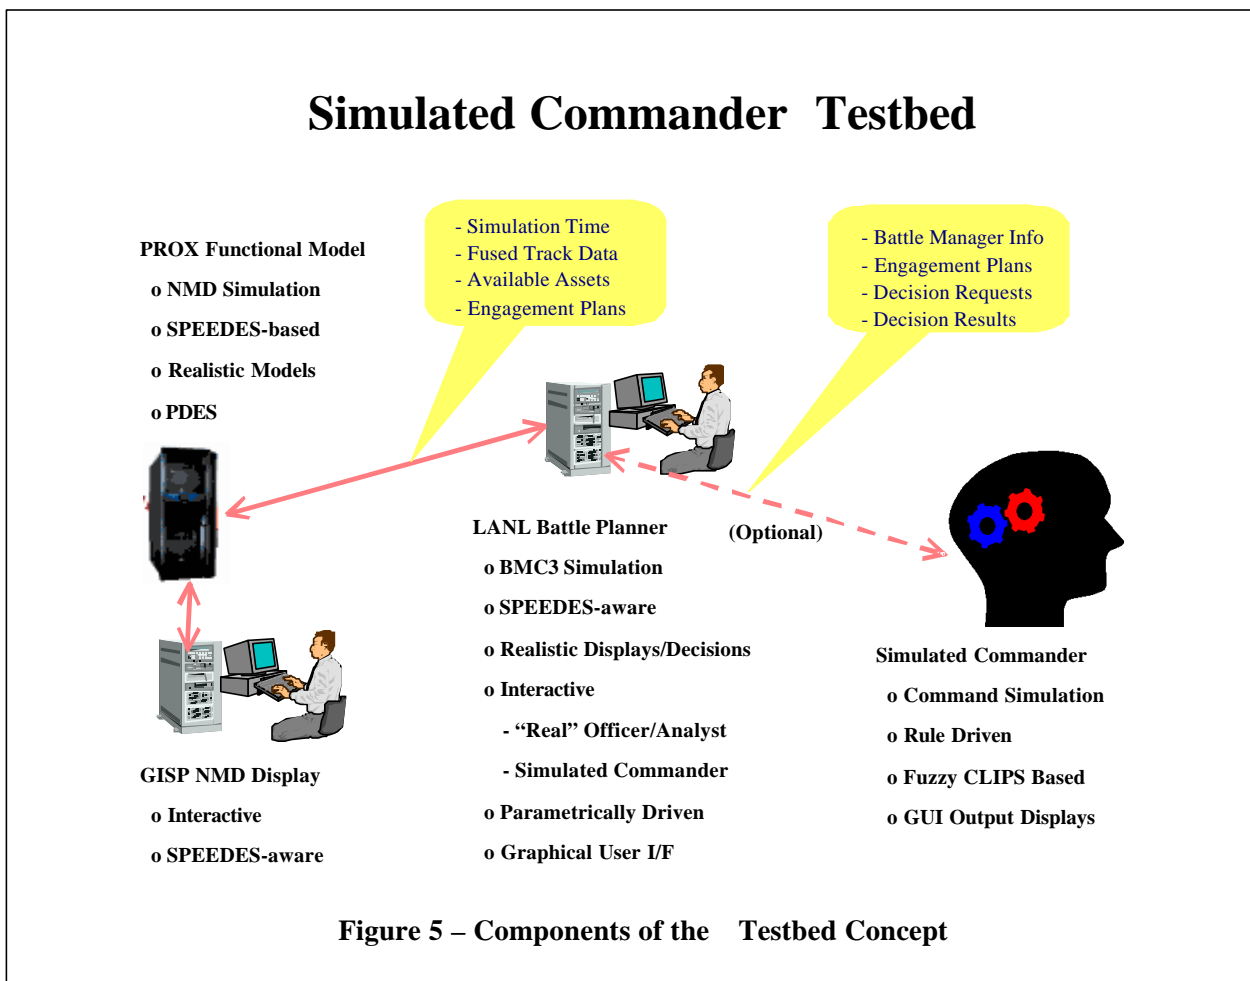 Simulated Commander Testbed
PROX Functional Model
o NMD Simulation
o SPEEDES-based
o Realistic Models
o PDES
- Simulation Time
- Fused Track Data
- Available Assets
- Engagement Plans
- Battle Manager Info
- Engagement Plans
- Decision Requests
- Decision Results
GISP NMD Display
o Interactive
o SPEEDES-aware
LANL Battle Planner
o BMC3 Simulation
o SPEEDES-aware
o Realistic Displays/Decisions
o Interactive
- “Real” Officer/Analyst
- Simulated Commander
o Parametrically Driven
o Graphical User I/F
(Optional)
Simulated Commander
o Command Simulation
o Rule Driven
o Fuzzy CLIPS Based
o GUI Output Displays
Figure 5 – Components of the Testbed Concept